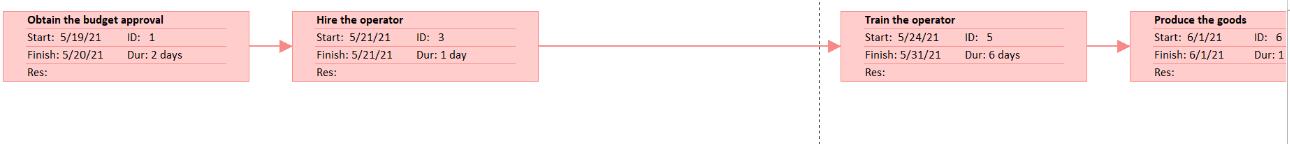 Obtain the budget approval
Start: 5/19/21 ID: 1
Finish: 5/20/21 Dur: 2 days
Res:
Hire the operator
Start: 5/21/21 ID: 3
Finish: 5/21/21 Dur: 1 day
Res:
Train the operator
Start: 5/24/21 ID: 5
Finish: 5/31/21 Dur: 6 days
Res:
Produce the goods
Start: 6/1/21 ID: 6
Finish: 6/1/21 Dur: 1
Res: